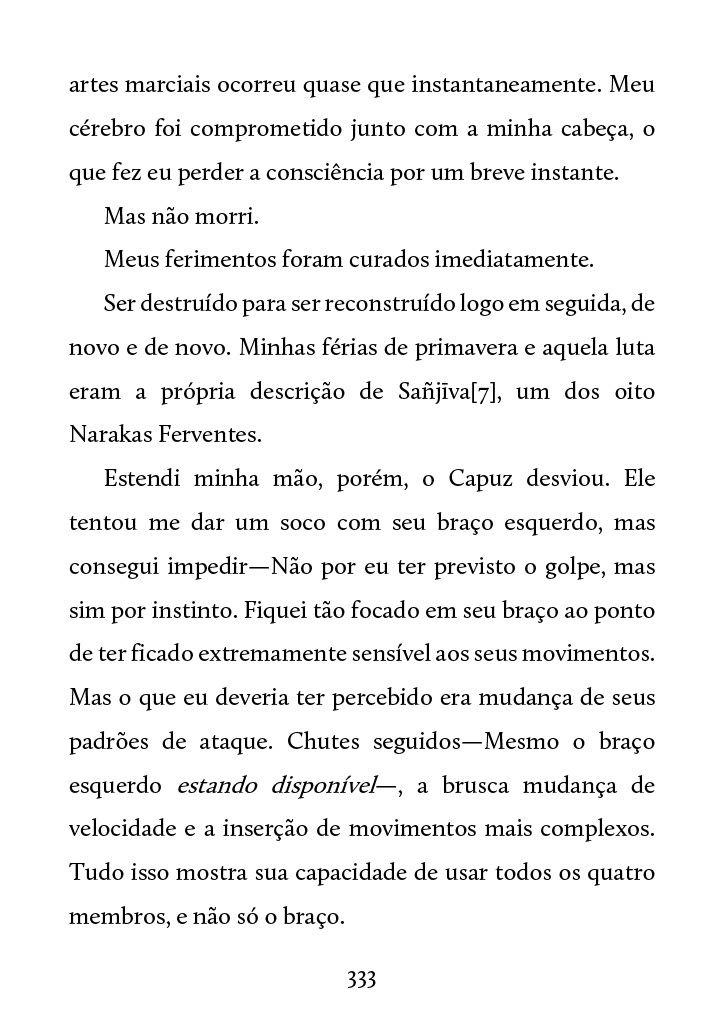 artes marciais ocorreu quase que instantaneamente. Meu
cérebro foi comprometido junto com a minha cabeça, o
que fez eu perder a consciência por um breve instante.
Mas não morri.
Meus ferimentos foram curados imediatamente.
Ser destruído para ser reconstruído logo em seguida, de
novo e de novo. Minhas férias de primavera e aquela luta
eram a própria descrição de Sañjīva[7], um dos oito
Narakas Ferventes.
Estendi minha mão, porém, o Capuz desviou. Ele
tentou me dar um soco com seu braço esquerdo, mas
consegui impedir—Não por eu ter previsto o golpe, mas
sim por instinto. Fiquei tão focado em seu braço ao ponto
de ter ficado extremamente sensível aos seus movimentos.
Mas o que eu deveria ter percebido era mudança de seus
padrões de ataque. Chutes seguidos—Mesmo o braço
esquerdo estando disponível—, a brusca mudança de
velocidade e a inserção de movimentos mais complexos.
Tudo isso mostra sua capacidade de usar todos os quatro
membros, e não só o braço.
333